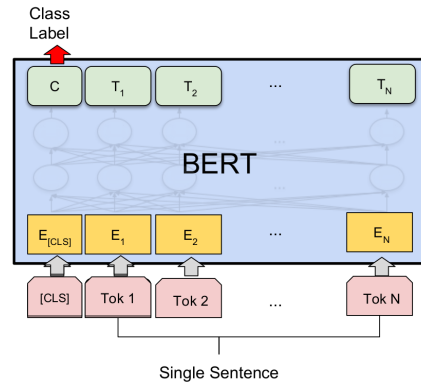 Class
Label
C T1 T2 ... TN
...
BERT
...
E[CLS] E1 E2 ... EN
[CLS] Tok 1 Tok 2 ... Tok N
Single Sentence